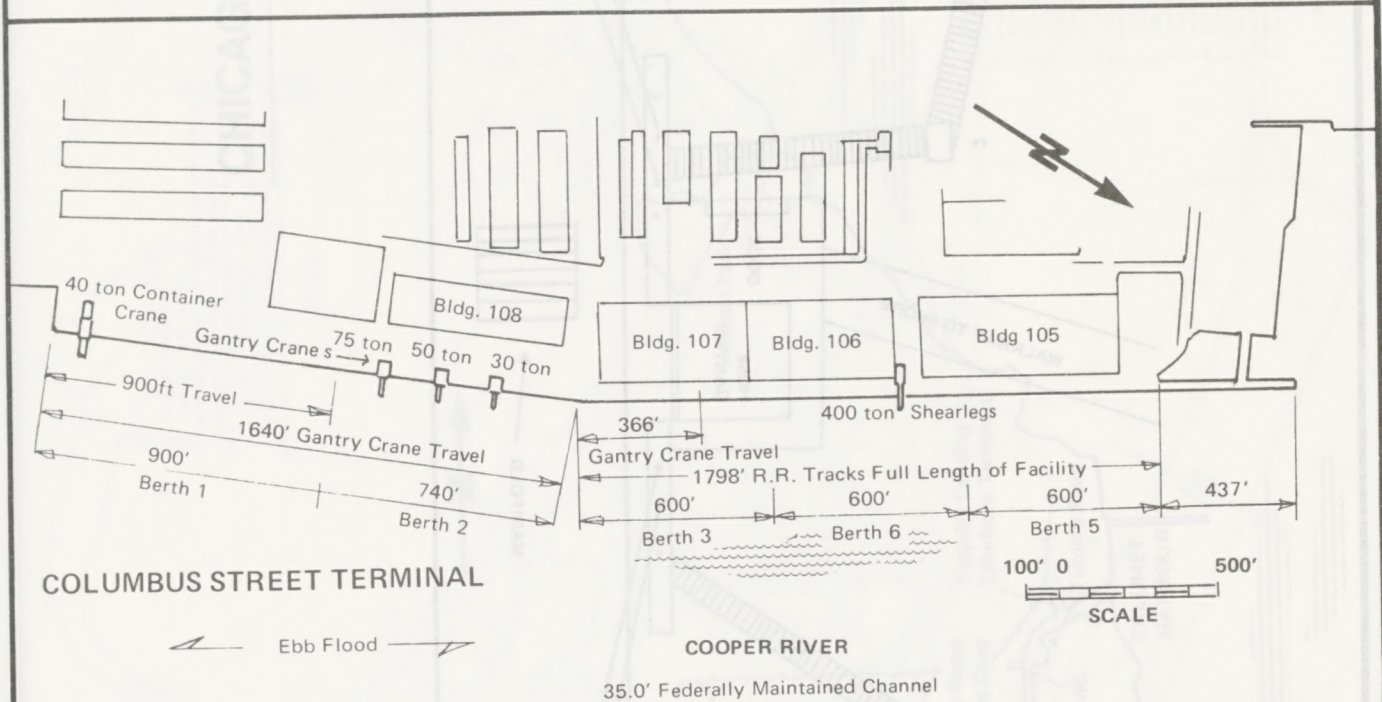 N
40 ton Container
Crane
Bldg. 108
Gantry Cranes
75 ton
50 ton
30 ton
Bldg. 107
Bldg. 106
Bldg 105
900ft Travel
1640' Gantry Crane Travel
900'
Berth 1
740'
Berth 2
366'
Gantry Crane Travel
400 ton Shearlegs
1798' R.R. Tracks Full Length of Facility
600'
Berth 3
600'
Berth 6
600'
Berth 5
437'
COLUMBUS STREET TERMINAL
100' 0 500'
SCALE
Ebb Flood
COOPER RIVER
35.0' Federally Maintained Channel